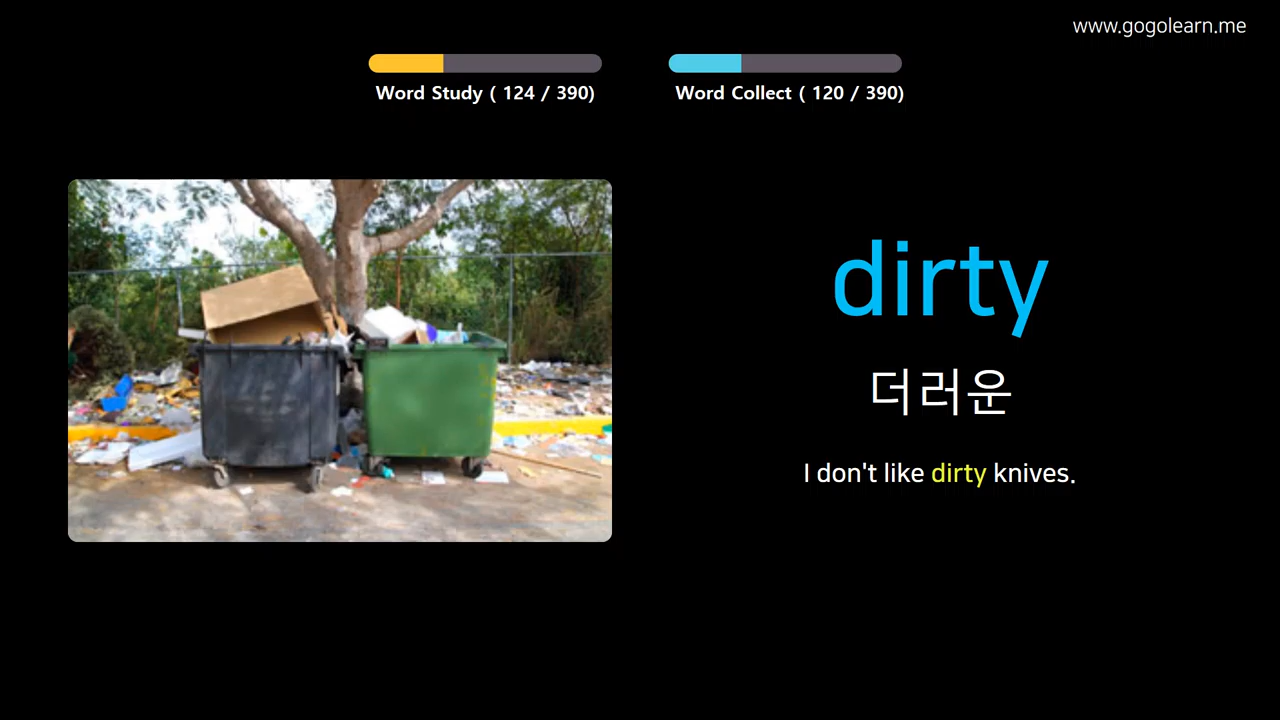 www.gogolearn.me
Word Study ( 124 / 390)
Word Collect ( 120 / 390)
dirty
더러운
I don't like dirty knives.